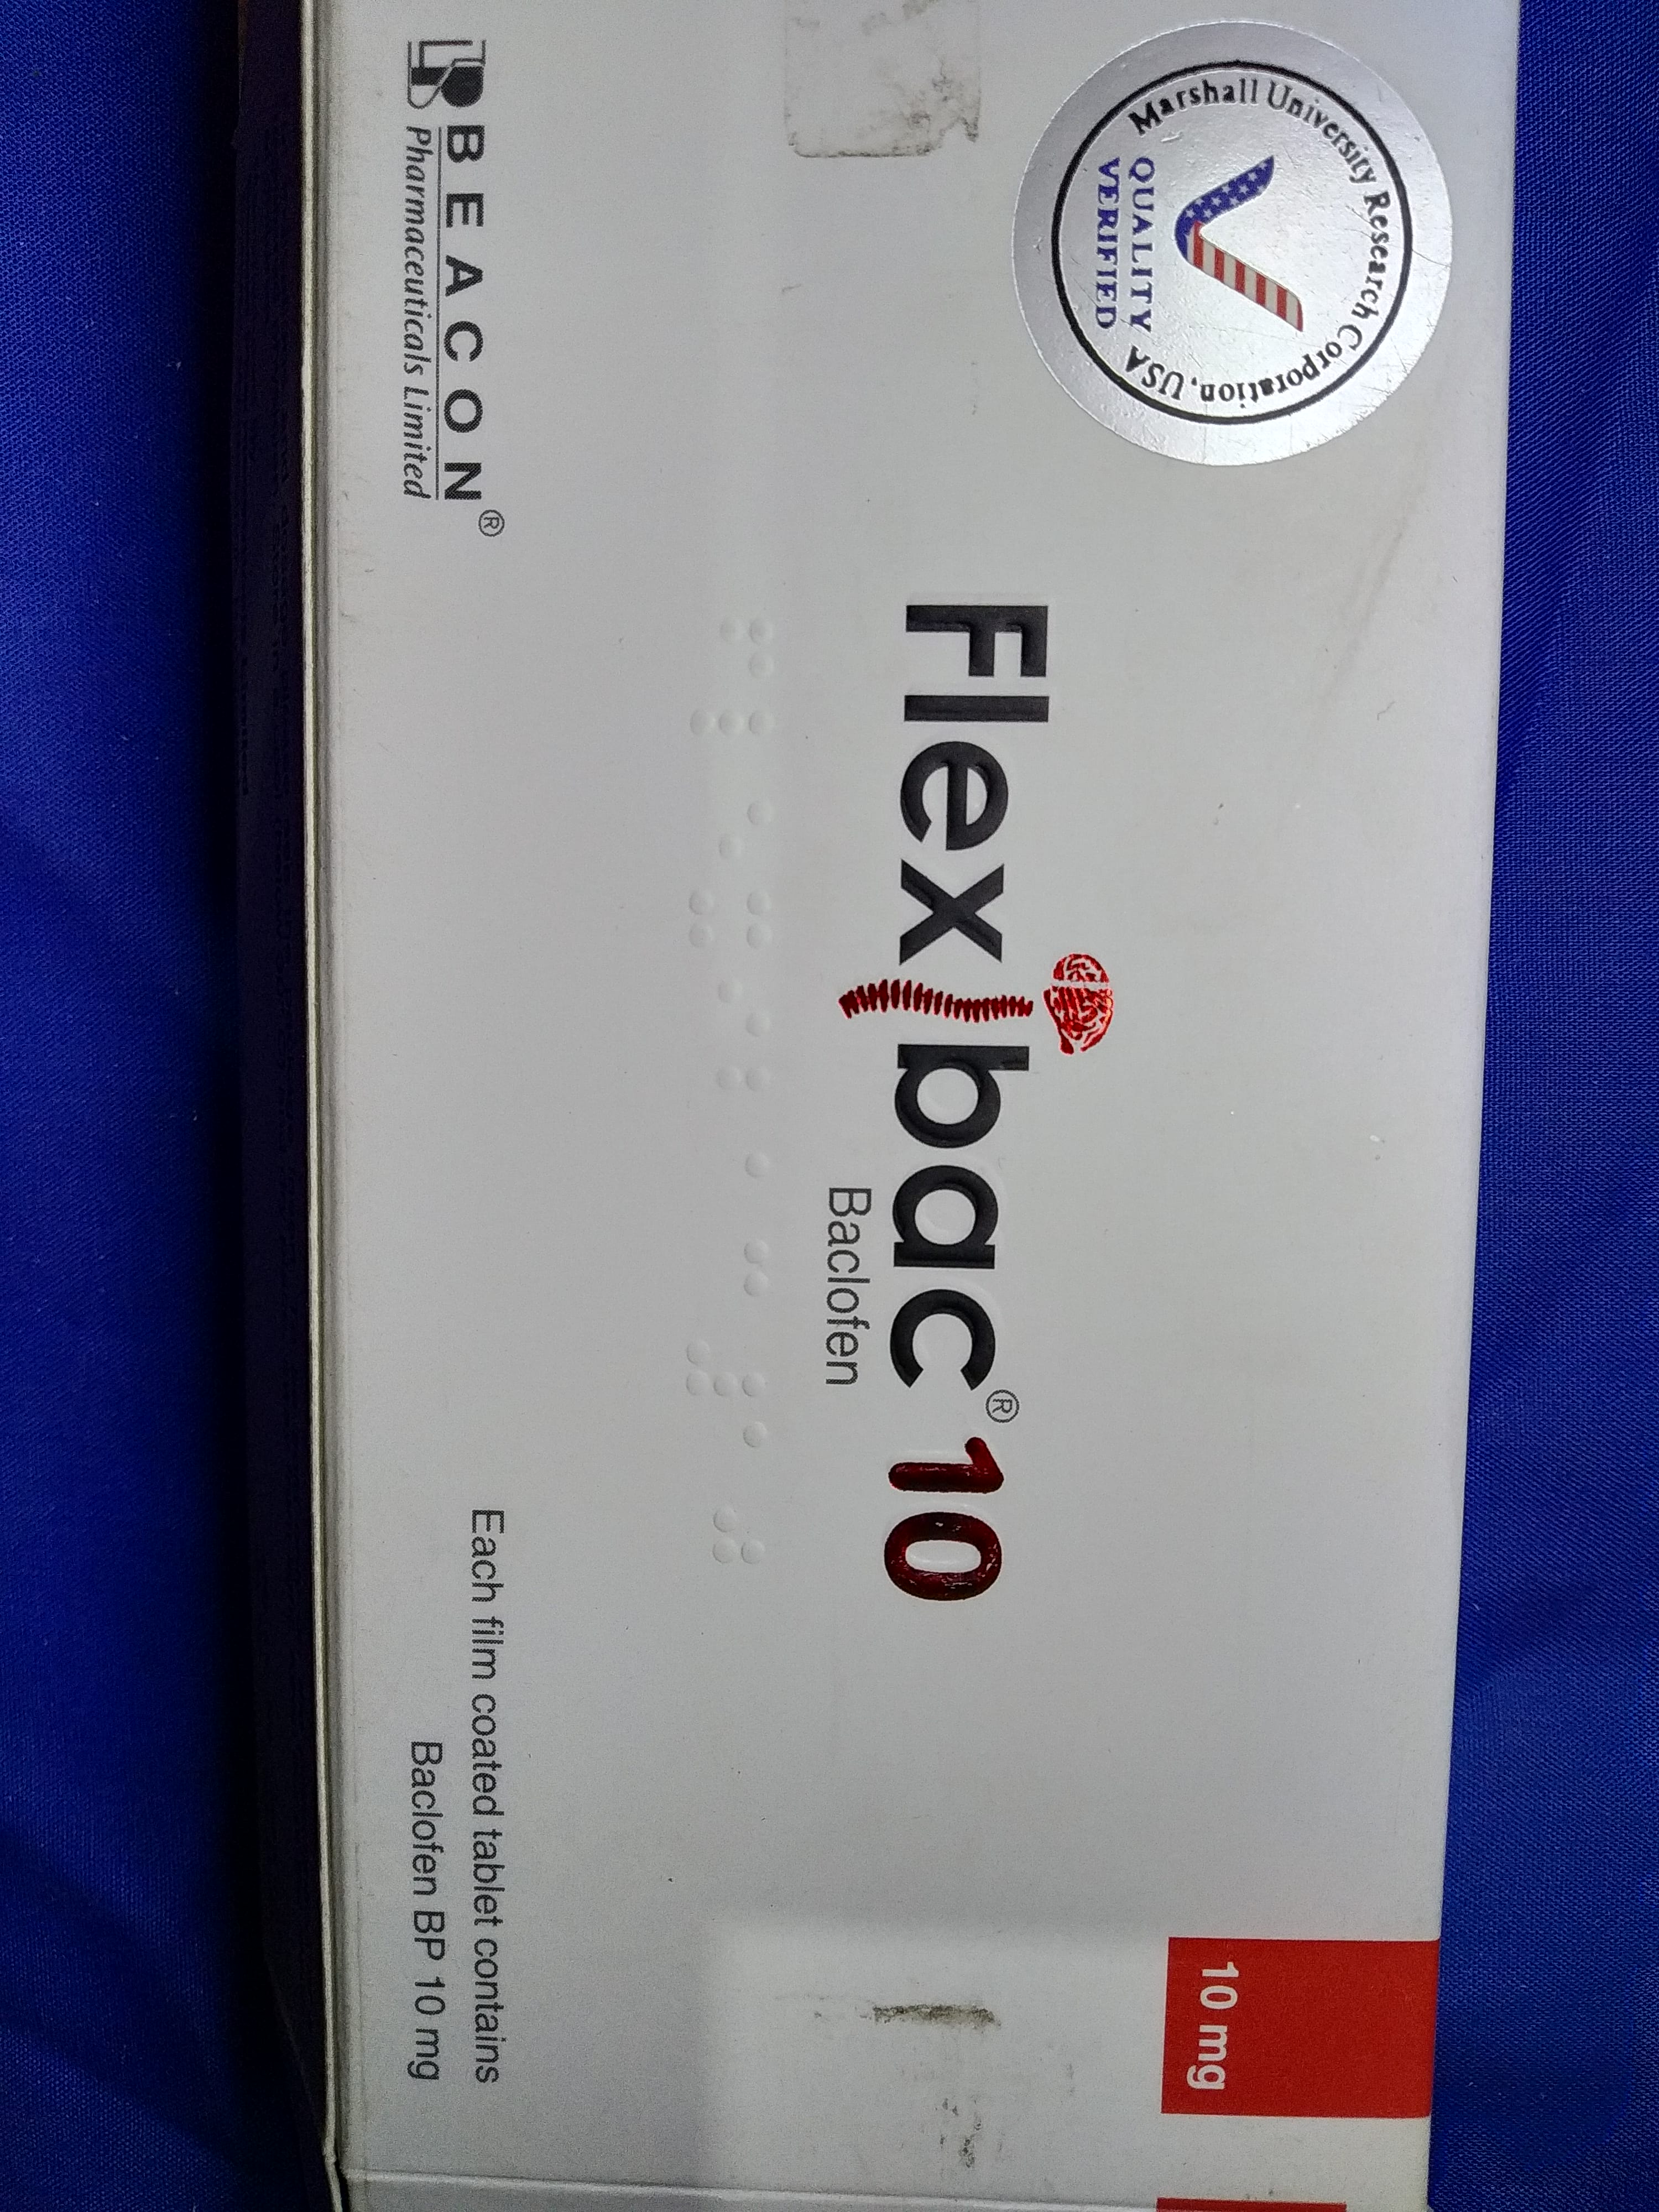 Marshall University Research Corporation, USA
QUALITY
VERIFIED
10 mg
Flexibac® 10
Baclofen
⠋⠇⠑⠭⠊⠃⠁⠉ ⠼⠁⠚
BEACON®
Pharmaceuticals Limited
Each film coated tablet contains
Baclofen BP 10 mg